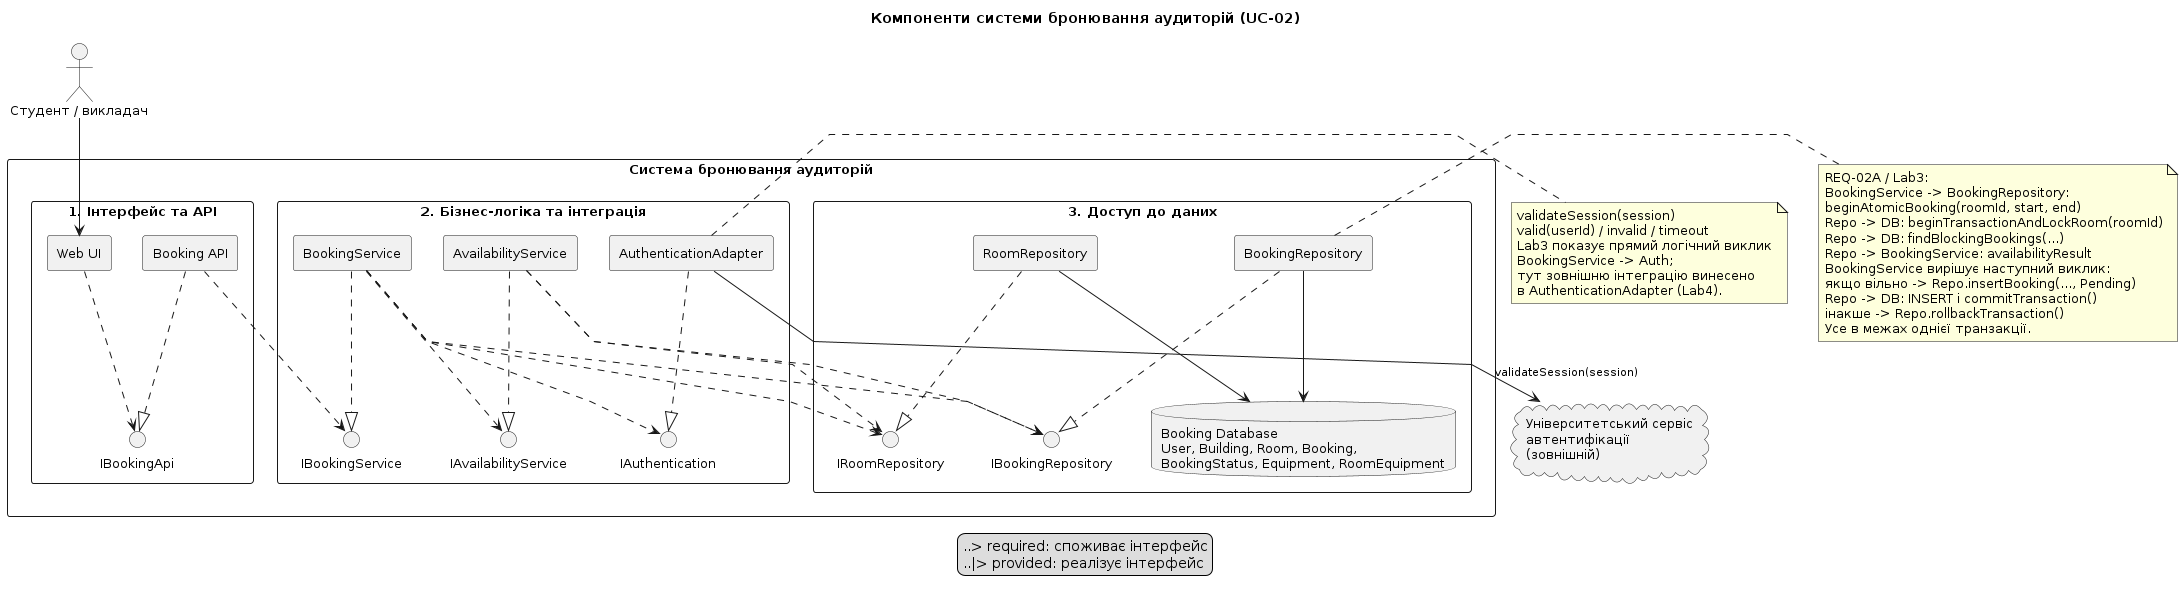 Компоненти системи бронювання аудиторій (UC-02)
Студент / викладач
Система бронювання аудиторій
1. Інтерфейс та API
Web UI
Booking API
IBookingApi
2. Бізнес-логіка та інтеграція
BookingService
AvailabilityService
AuthenticationAdapter
IBookingService
IAvailabilityService
IAuthentication
3. Доступ до даних
RoomRepository
BookingRepository
IRoomRepository
IBookingRepository
Booking Database
User, Building, Room, Booking,
BookingStatus, Equipment, RoomEquipment
validateSession(session)
valid(userId) / invalid / timeout
Lab3 показує прямий логічний виклик
BookingService -> Auth;
тут зовнішню інтеграцію винесено
в AuthenticationAdapter (Lab4).
REQ-02A / Lab3:
BookingService -> BookingRepository:
beginAtomicBooking(roomId, start, end)
Repo -> DB: beginTransactionAndLockRoom(roomId)
Repo -> DB: findBlockingBookings(...)
Repo -> BookingService: availabilityResult
BookingService вирішує наступний виклик:
якщо вільно -> Repo.insertBooking(..., Pending)
Repo -> DB: INSERT і commitTransaction()
інакше -> Repo.rollbackTransaction()
Усе в межах однієї транзакції.
validateSession(session)
Університетський сервіс
автентифікації
(зовнішній)
..> required: споживає інтерфейс
..|> provided: реалізує інтерфейс